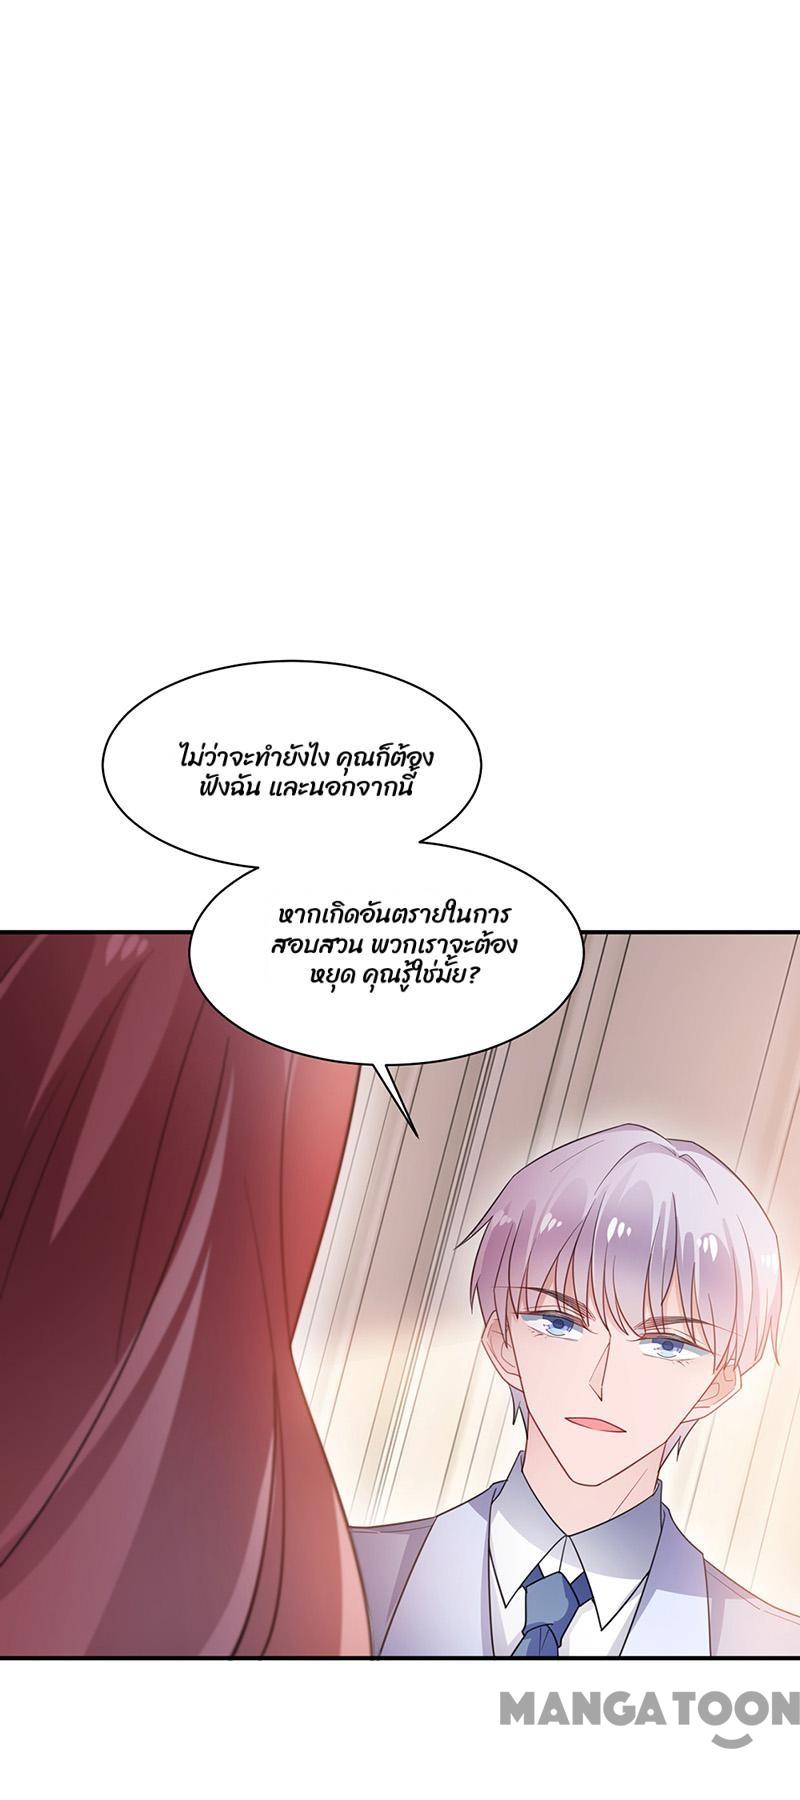 ไม่ว่าจะทำยังไง คุณก็ต้อง
ฟังฉัน และนอกจากนี้
หากเกิดอันตรายในการ
สอบสวน พวกเราจะต้อง
หยุด คุณรู้ใช่มั้ย?
MANGATOON